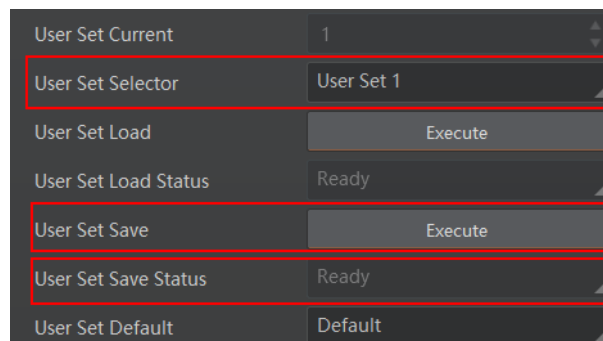 User Set Current 1
User Set Selector User Set 1
User Set Load Execute
User Set Load Status Ready
User Set Save Execute
User Set Save Status Ready
User Set Default Default